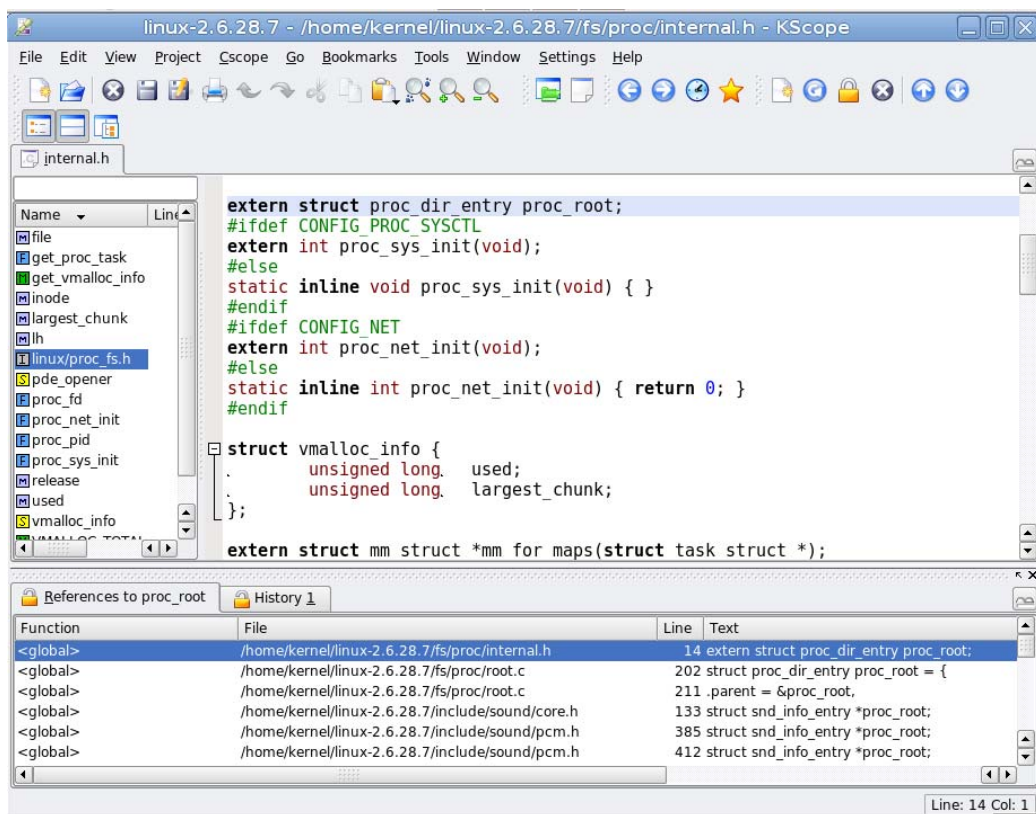 linux-2.6.28.7 - /home/kernel/linux-2.6.28.7/fs/proc/internal.h - KScope
File Edit View Project Cscope Go Bookmarks Tools Window Settings Help
internal.h
Name Line
file
get_proc_task
get_vmalloc_info
inode
largest_chunk
lh
linux/proc_fs.h
pde_opener
proc_fd
proc_net_init
proc_pid
proc_sys_init
release
used
vmalloc_info
VMALLOC_TOTAL
extern struct proc_dir_entry proc_root;
#ifdef CONFIG_PROC_SYSCTL
extern int proc_sys_init(void);
#else
static inline void proc_sys_init(void) { }
#endif
#ifdef CONFIG_NET
extern int proc_net_init(void);
#else
static inline int proc_net_init(void) { return 0; }
#endif
struct vmalloc_info {
unsigned long used;
unsigned long largest_chunk;
};
extern struct mm_struct *mm_for_maps(struct task_struct *);
References to proc_root History 1
Function File Line Text
<global> /home/kernel/linux-2.6.28.7/fs/proc/internal.h 14 extern struct proc_dir_entry proc_root;
<global> /home/kernel/linux-2.6.28.7/fs/proc/root.c 202 struct proc_dir_entry proc_root = {
<global> /home/kernel/linux-2.6.28.7/fs/proc/root.c 211 .parent = &proc_root,
<global> /home/kernel/linux-2.6.28.7/include/sound/core.h 133 struct snd_info_entry *proc_root;
<global> /home/kernel/linux-2.6.28.7/include/sound/pcm.h 385 struct snd_info_entry *proc_root;
<global> /home/kernel/linux-2.6.28.7/include/sound/pcm.h 412 struct snd_info_entry *proc_root;
Line: 14 Col: 1